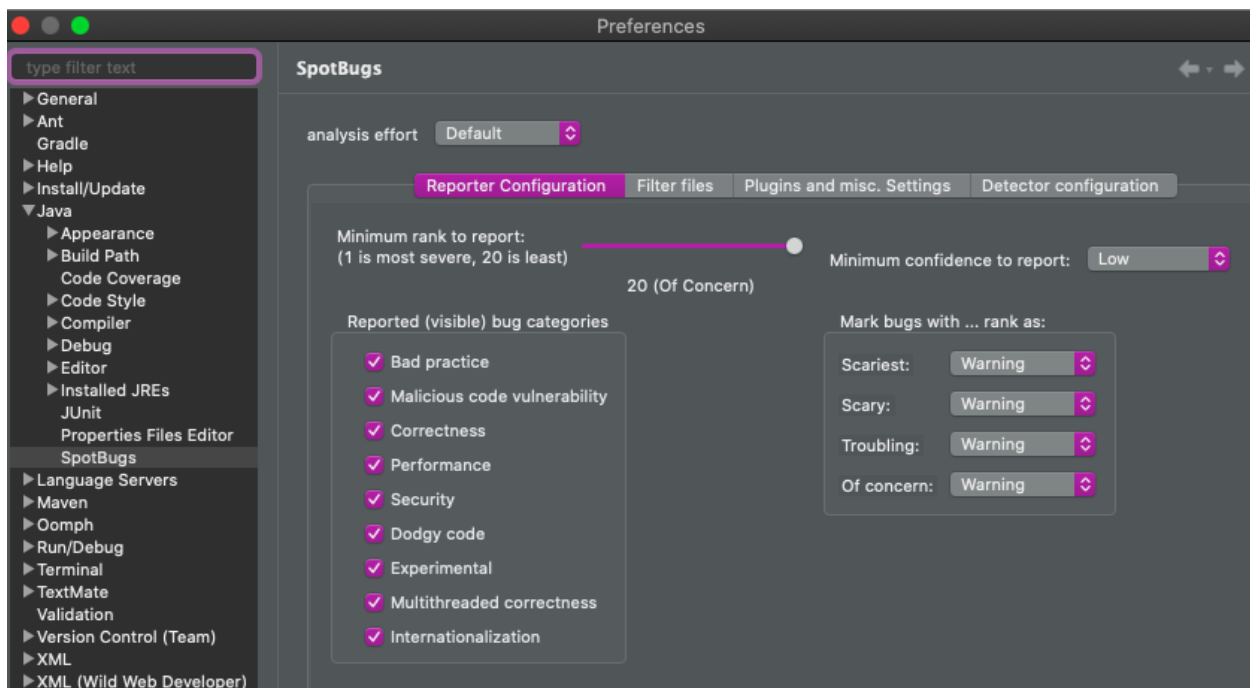 Preferences
type filter text
General
Ant
Gradle
Help
Install/Update
Java
Appearance
Build Path
Code Coverage
Code Style
Compiler
Debug
Editor
Installed JREs
JUnit
Properties Files Editor
SpotBugs
Language Servers
Maven
Oomph
Run/Debug
Terminal
TextMate
Validation
Version Control (Team)
XML
XML (Wild Web Developer)
SpotBugs
analysis effort Default
Reporter Configuration Filter files Plugins and misc. Settings Detector configuration
Minimum rank to report:
(1 is most severe, 20 is least)
20 (Of Concern)
Minimum confidence to report: Low
Reported (visible) bug categories
Bad practice
Malicious code vulnerability
Correctness
Performance
Security
Dodgy code
Experimental
Multithreaded correctness
Internationalization
Mark bugs with ... rank as:
Scariest: Warning
Scary: Warning
Troubling: Warning
Of concern: Warning